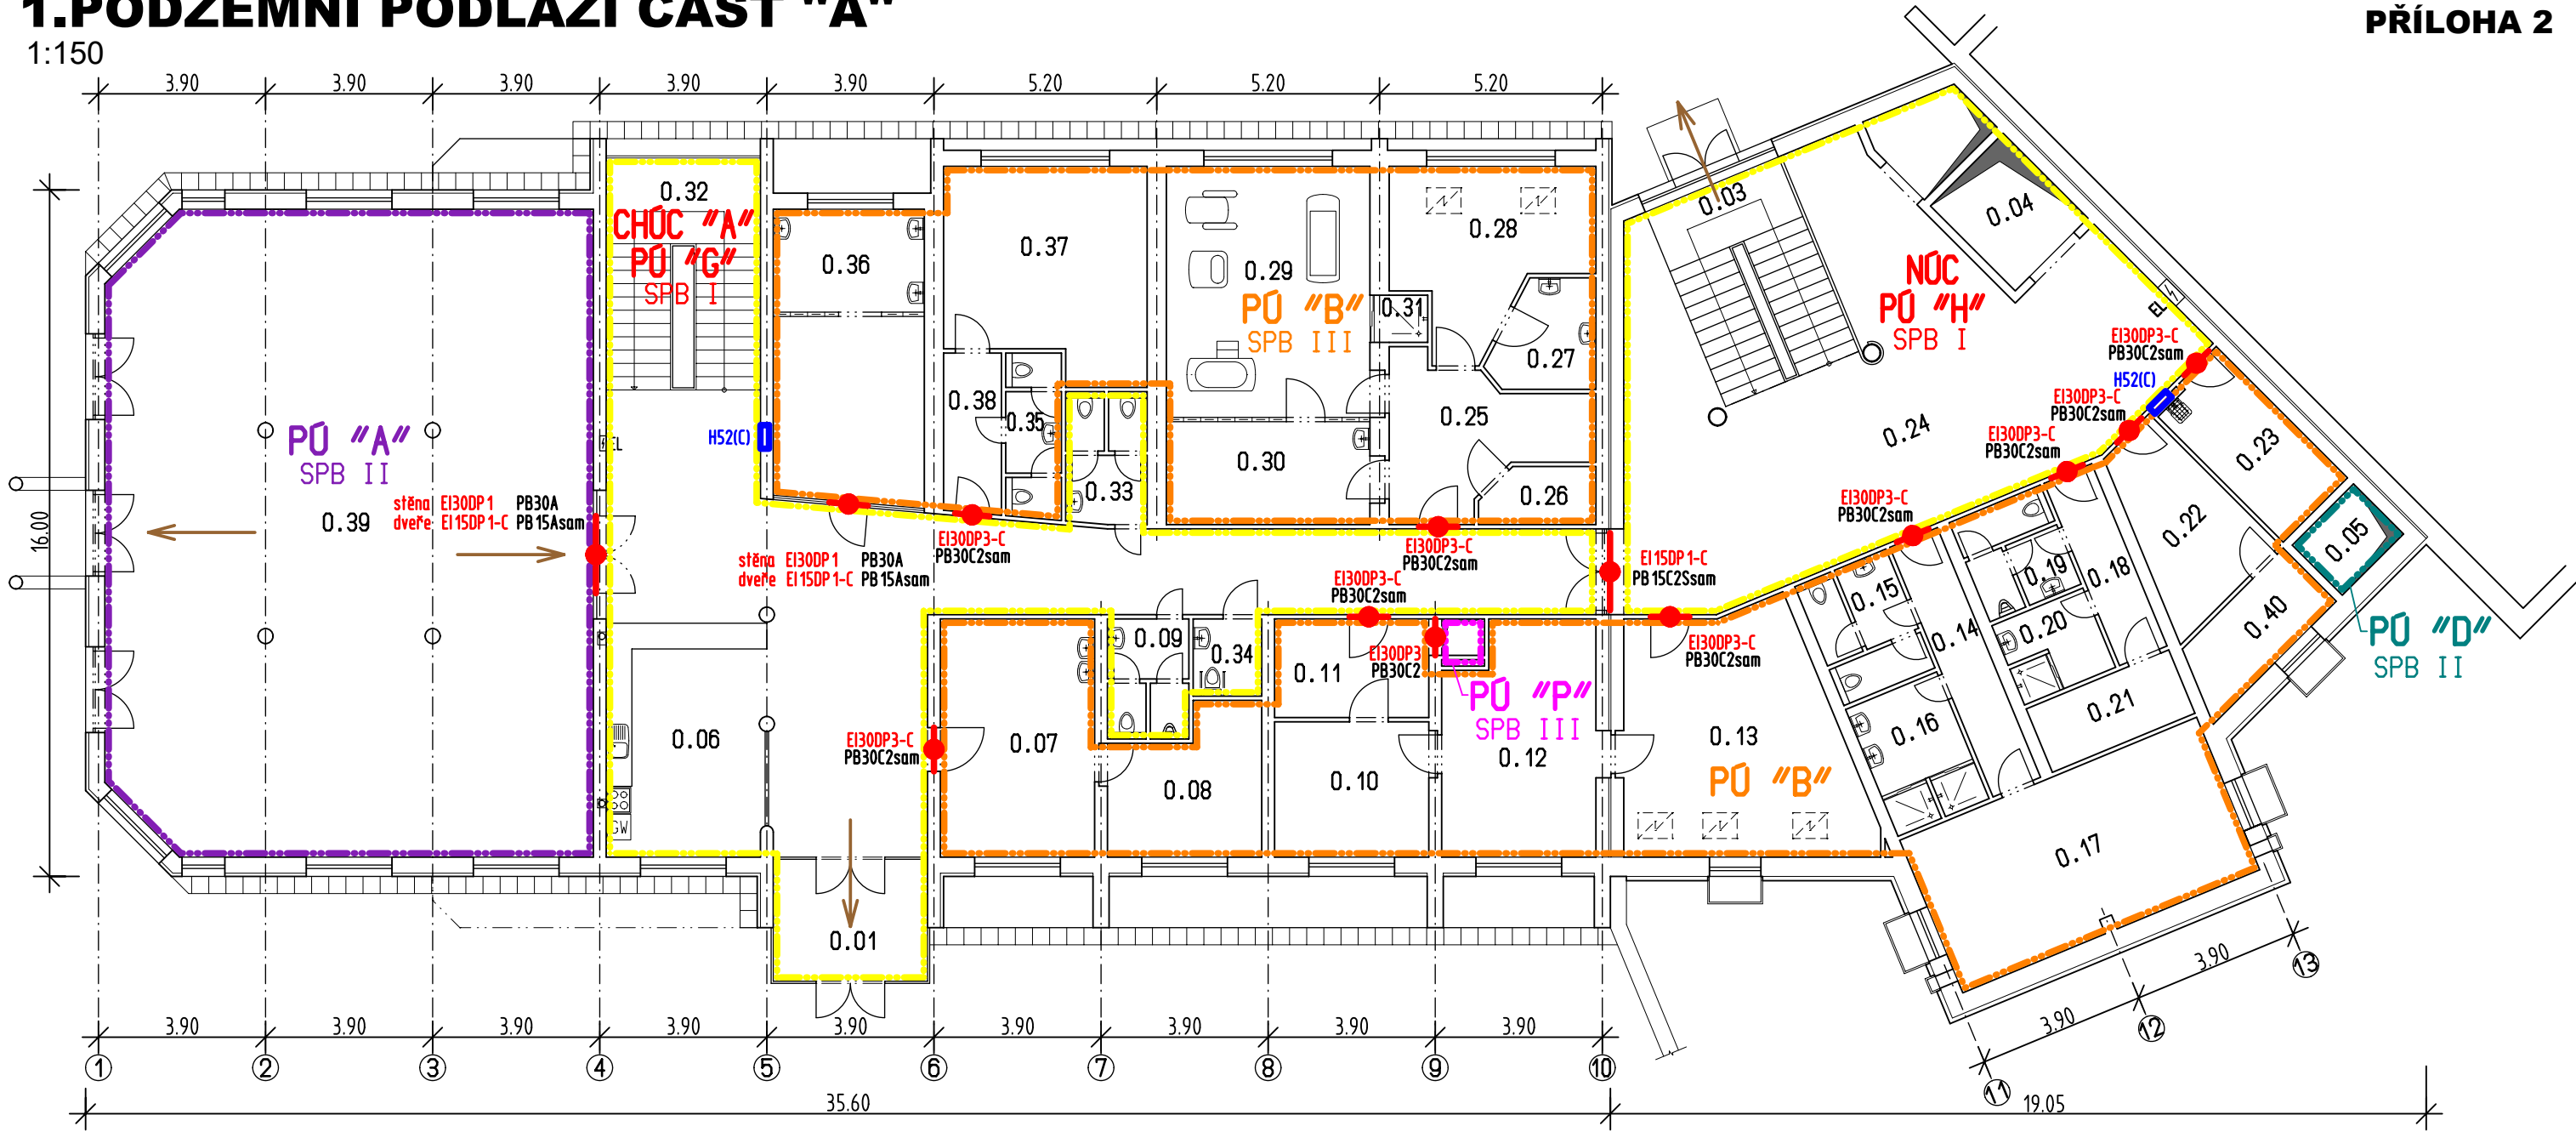 1.PODZEMNÍ PODLAŽÍ ČÁST "A"
PŘÍLOHA 2
1:150
3.90 3.90 3.90 3.90 3.90 5.20 5.20 5.20
16.00
0.32
CHÚC "A"
PÚ "G"
SPB I
0.36
0.37
0.29
PÚ "B"
SPB III
0.28
0.31
0.27
0.03
0.04
NÚC
PÚ "H"
SPB I
EL
EI30DP3-C
PB30C2sam
H52(C)
EI30DP3-C
PB30C2sam
EI30DP3-C
PB30C2sam
EI30DP3-C
PB30C2sam
0.24
0.23
0.22
0.05
PÚ "D"
SPB II
0.40
PÚ "A"
SPB II
0.39
stěna EI30DP1 PB30A
dveře EI15DP1-C PB15Asam
EL
H52(C)
0.38
0.35
0.33
0.30
0.25
0.26
stěna EI30DP1 PB30A
dveře EI15DP1-C PB15Asam
EI30DP3-C
PB30C2sam
EI30DP3-C
PB30C2sam
EI30DP3-C
PB30C2sam
EI15DP1-C
PB15C2Ssam
EI30DP3-C
PB30C2sam
EI30DP3
PB30C2
PÚ "P"
SPB III
0.06
GW
EI30DP3-C
PB30C2sam
0.07
0.09
0.34
0.08
0.11
0.10
0.12
0.13
PÚ "B"
0.15
0.14
0.16
0.19
0.18
0.20
0.21
0.17
0.01
3.90 3.90 3.90 3.90 3.90 3.90 3.90 3.90 3.90
3.90 3.90
1 2 3 4 5 6 7 8 9 10 11 12 13
35.60 19.05